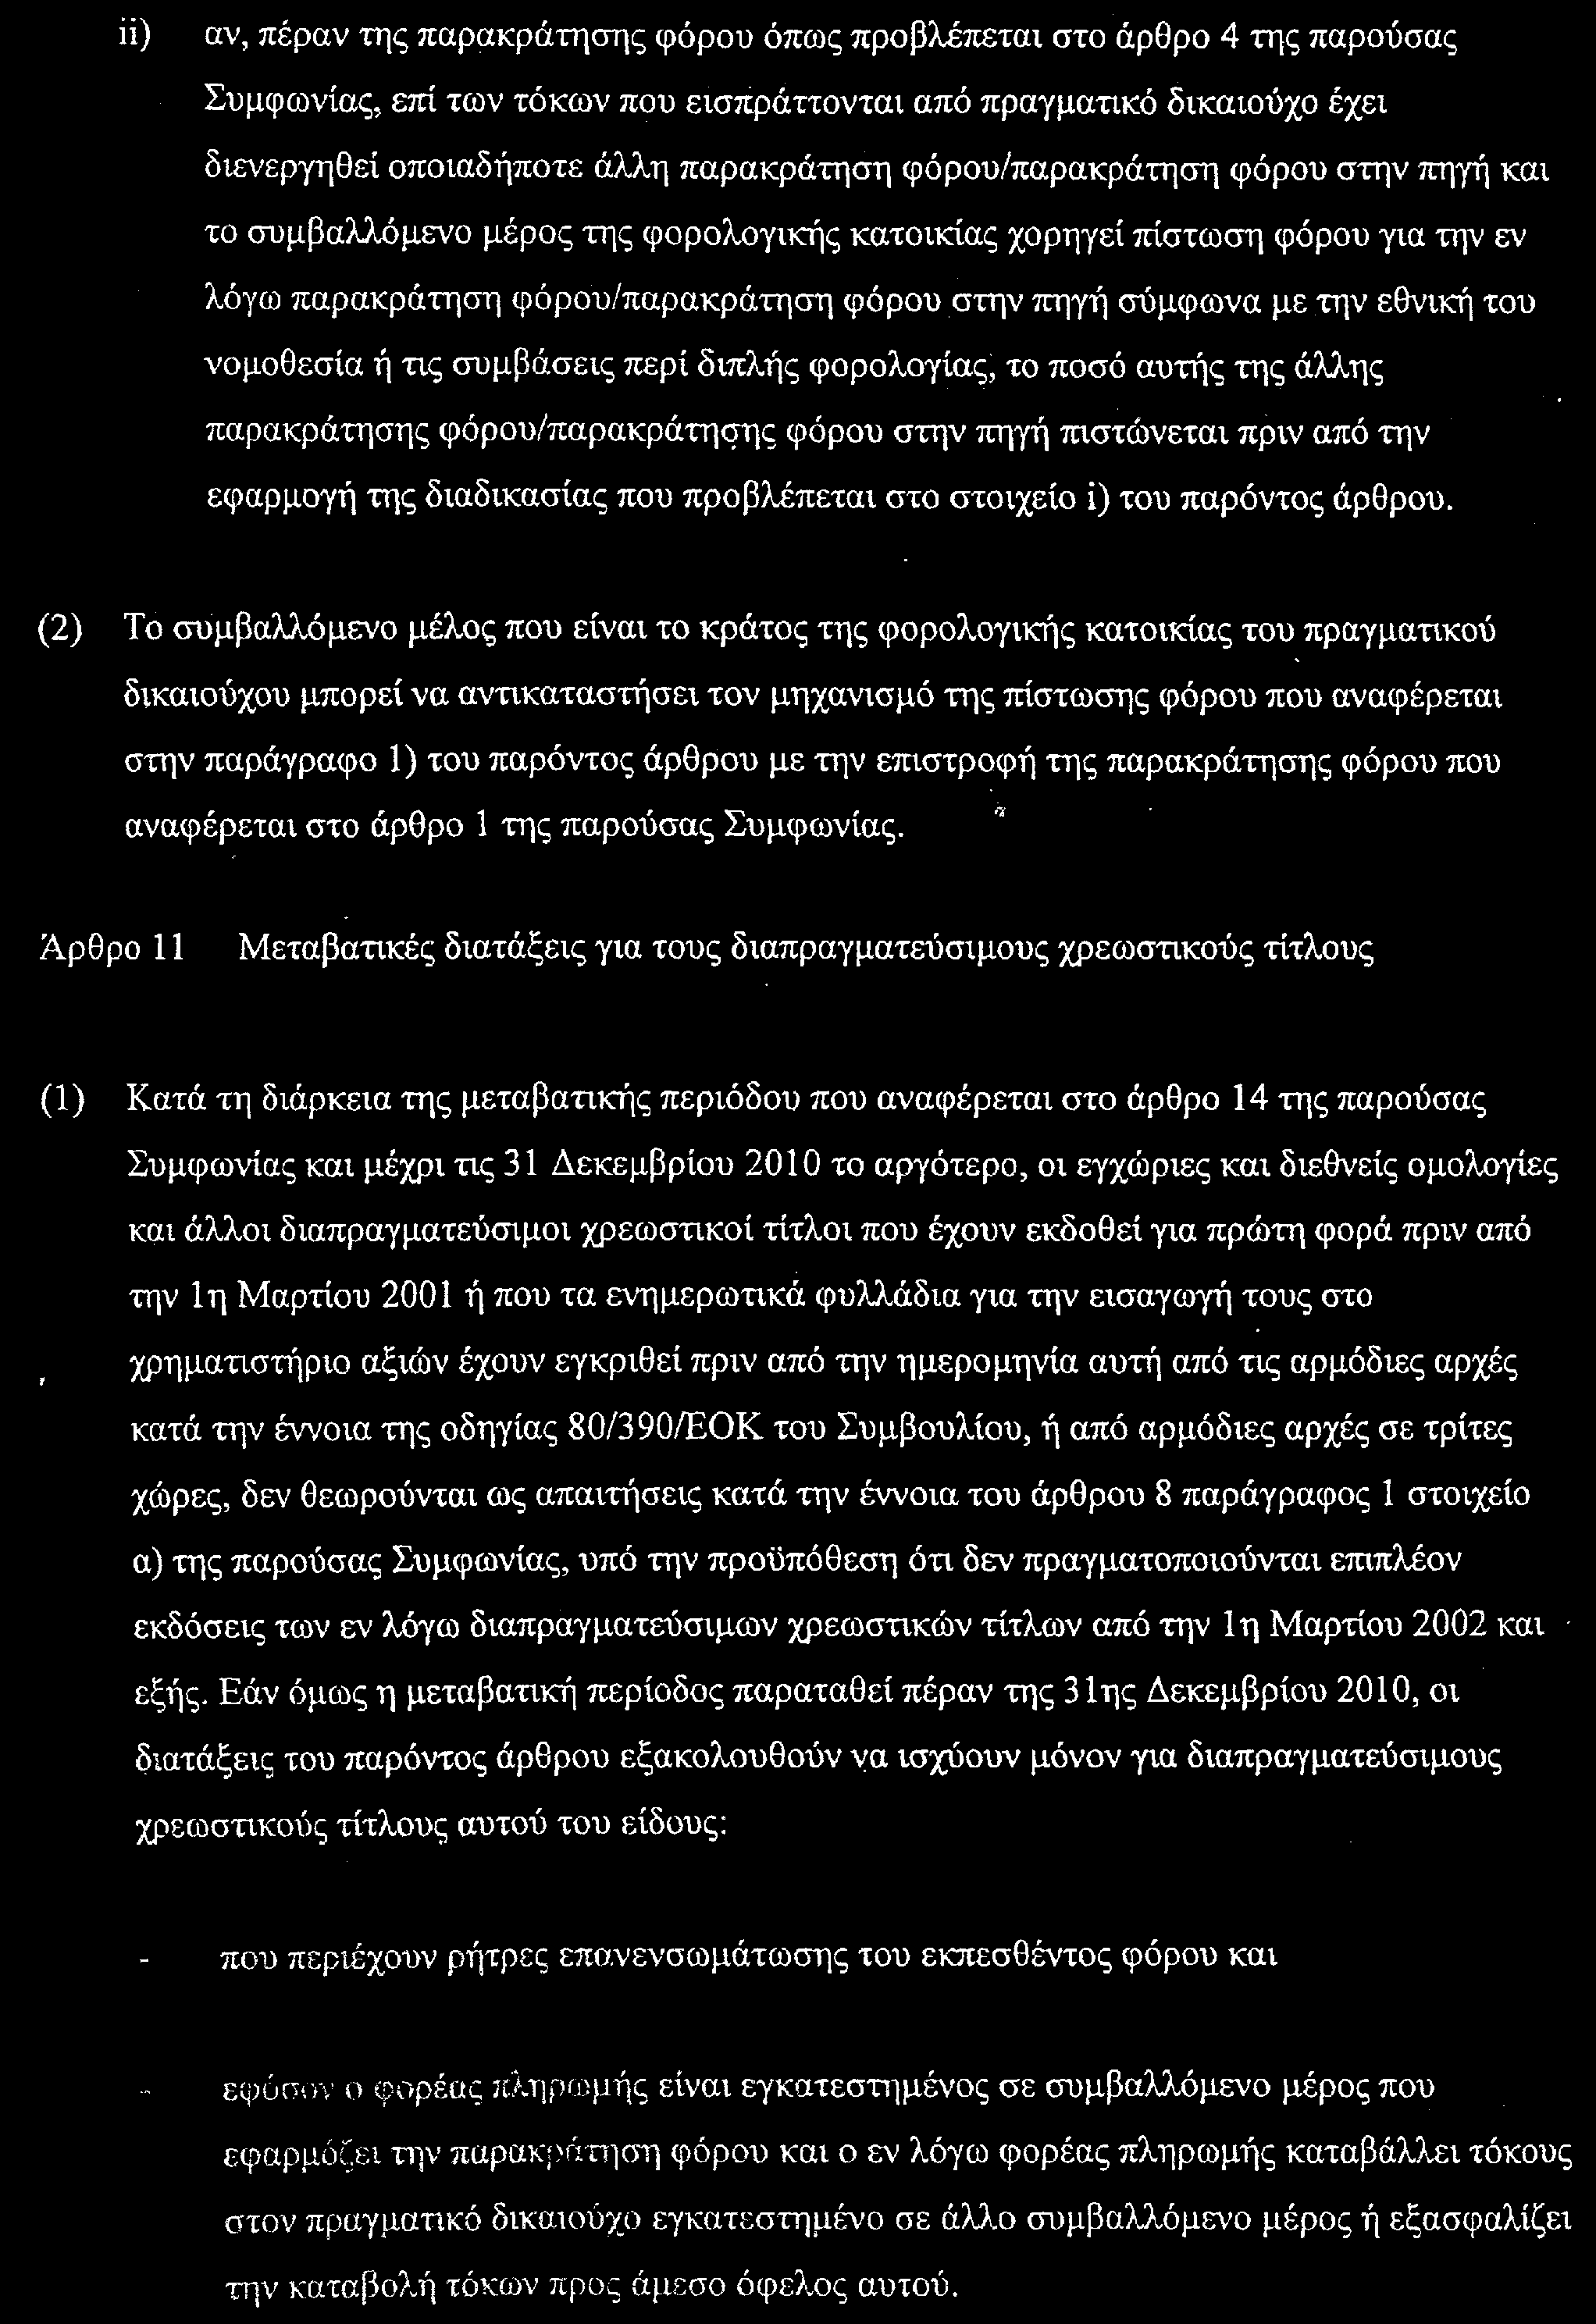 ii) αν, πέραν της παρακράτησης φόρου όπως προβλέπεται στο άρθρο 4 της παρούσας
Συμφωνίας, επί των τόκων που εισπράττονται από πραγματικό δικαιούχο έχει
διενεργηθεί οποιαδήποτε άλλη παρακράτηση φόρου/παρακράτηση φόρου στην πηγή και
το συμβαλλόμενο μέρος της φορολογικής κατοικίας χορηγεί πίστωση φόρου για την εν
λόγω παρακράτηση φόρου/παρακράτηση φόρου στην πηγή σύμφωνα με την εθνική του
νομοθεσία ή τις συμβάσεις περί διπλής φορολογίας, το ποσό αυτής της άλλης
παρακράτησης φόρου/παρακράτησης φόρου στην πηγή πιστώνεται πριν από την
εφαρμογή της διαδικασίας που προβλέπεται στο στοιχείο i) του παρόντος άρθρου.
(2) Το συμβαλλόμενο μέλος που είναι το κράτος της φορολογικής κατοικίας του πραγματικού
δικαιούχου μπορεί να αντικαταστήσει τον μηχανισμό της πίστωσης φόρου που αναφέρεται
στην παράγραφο 1) του παρόντος άρθρου με την επιστροφή της παρακράτησης φόρου που
αναφέρεται στο άρθρο 1 της παρούσας Συμφωνίας.
Άρθρο 11 Μεταβατικές διατάξεις για τους διαπραγματεύσιμους χρεωστικούς τίτλους
(1) Κατά τη διάρκεια της μεταβατικής περιόδου που αναφέρεται στο άρθρο 14 της παρούσας
Συμφωνίας και μέχρι τις 31 Δεκεμβρίου 2010 το αργότερο, οι εγχώριες και διεθνείς ομολογίες
και άλλοι διαπραγματεύσιμοι χρεωστικοί τίτλοι που έχουν εκδοθεί για πρώτη φορά πριν από
την 1η Μαρτίου 2001 ή που τα ενημερωτικά φυλλάδια για την εισαγωγή τους στο
χρηματιστήριο αξιών έχουν εγκριθεί πριν από την ημερομηνία αυτή από τις αρμόδιες αρχές
κατά την έννοια της οδηγίας 80/390/ΕΟΚ του Συμβουλίου, ή από αρμόδιες αρχές σε τρίτες
χώρες, δεν θεωρούνται ως απαιτήσεις κατά την έννοια του άρθρου 8 παράγραφος 1 στοιχείο
α) της παρούσας Συμφωνίας, υπό την προϋπόθεση ότι δεν πραγματοποιούνται επιπλέον
εκδόσεις των εν λόγω διαπραγματεύσιμων χρεωστικών τίτλων από την 1η Μαρτίου 2002 και
εξής. Εάν όμως η μεταβατική περίοδος παραταθεί πέραν της 31ης Δεκεμβρίου 2010, οι
διατάξεις του παρόντος άρθρου εξακολουθούν να ισχύουν μόνον για διαπραγματεύσιμους
χρεωστικούς τίτλους αυτού του είδους:
- που περιέχουν ρήτρες επανενσωμάτωσης του εκπεσθέντος φόρου και
- εφόσον ο φορέας πληρωμής είναι εγκατεστημένος σε συμβαλλόμενο μέρος που
εφαρμόζει την παρακράτηση φόρου και ο εν λόγω φορέας πληρωμής καταβάλλει τόκους
στον πραγματικό δικαιούχο εγκατεστημένο σε άλλο συμβαλλόμενο μέρος ή εξασφαλίζει
την καταβολή τόκων προς άμεσο όφελος αυτού.